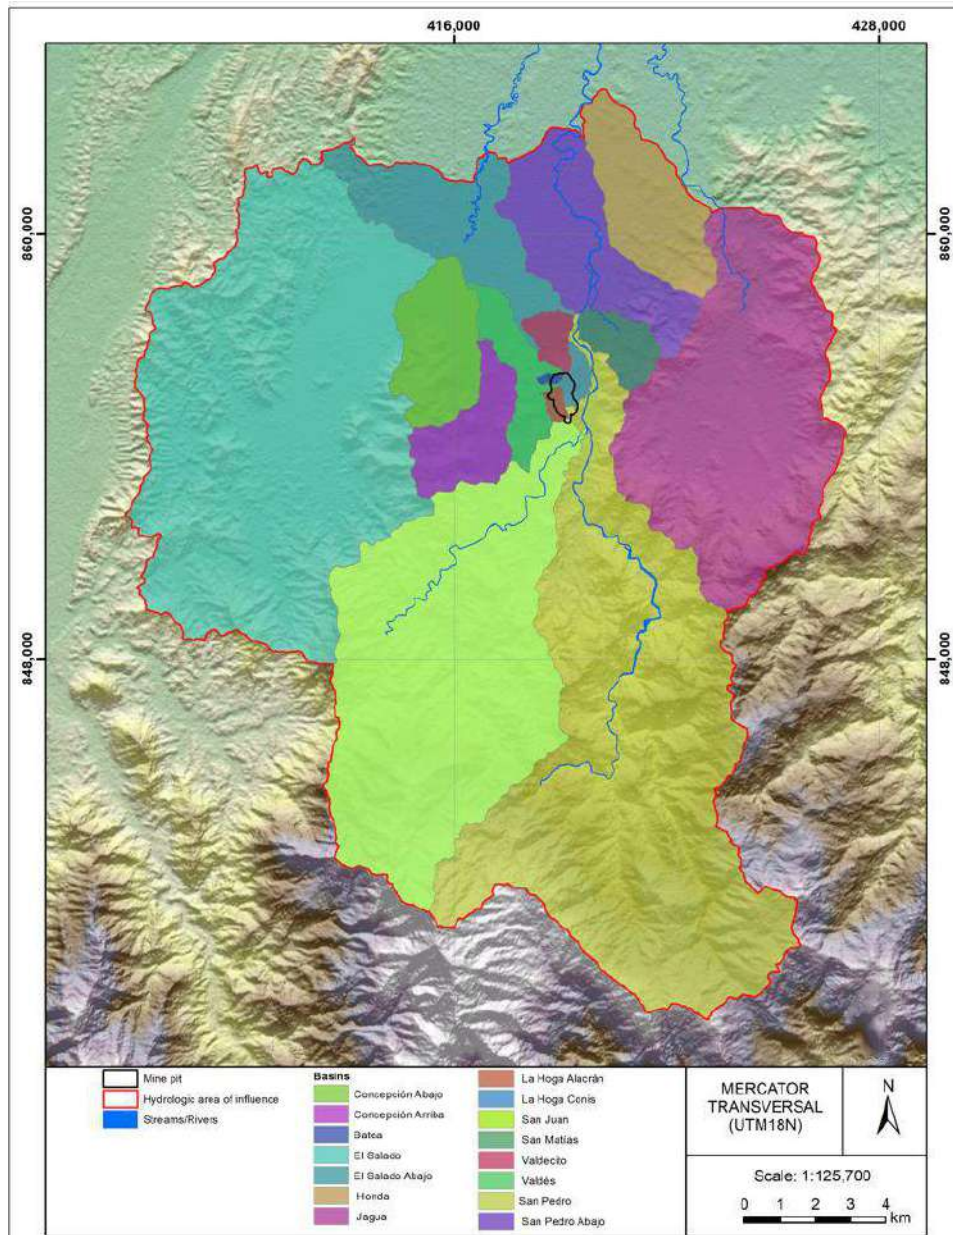 416,000
428,000
860,000
860,000
848,000
848,000
Mine pit
Hydrologic area of influence
Streams/Rivers
Basins
Concepción Abajo
Concepción Arriba
Batea
El Salado
El Salado Abajo
Honda
Jagua
La Hoga Alacrán
La Hoga Conis
San Juan
San Matías
Valdecito
Valdés
San Pedro
San Pedro Abajo
MERCATOR
TRANSVERSAL
(UTM18N)
N
Scale: 1:125,700
0 1 2 3 4
km